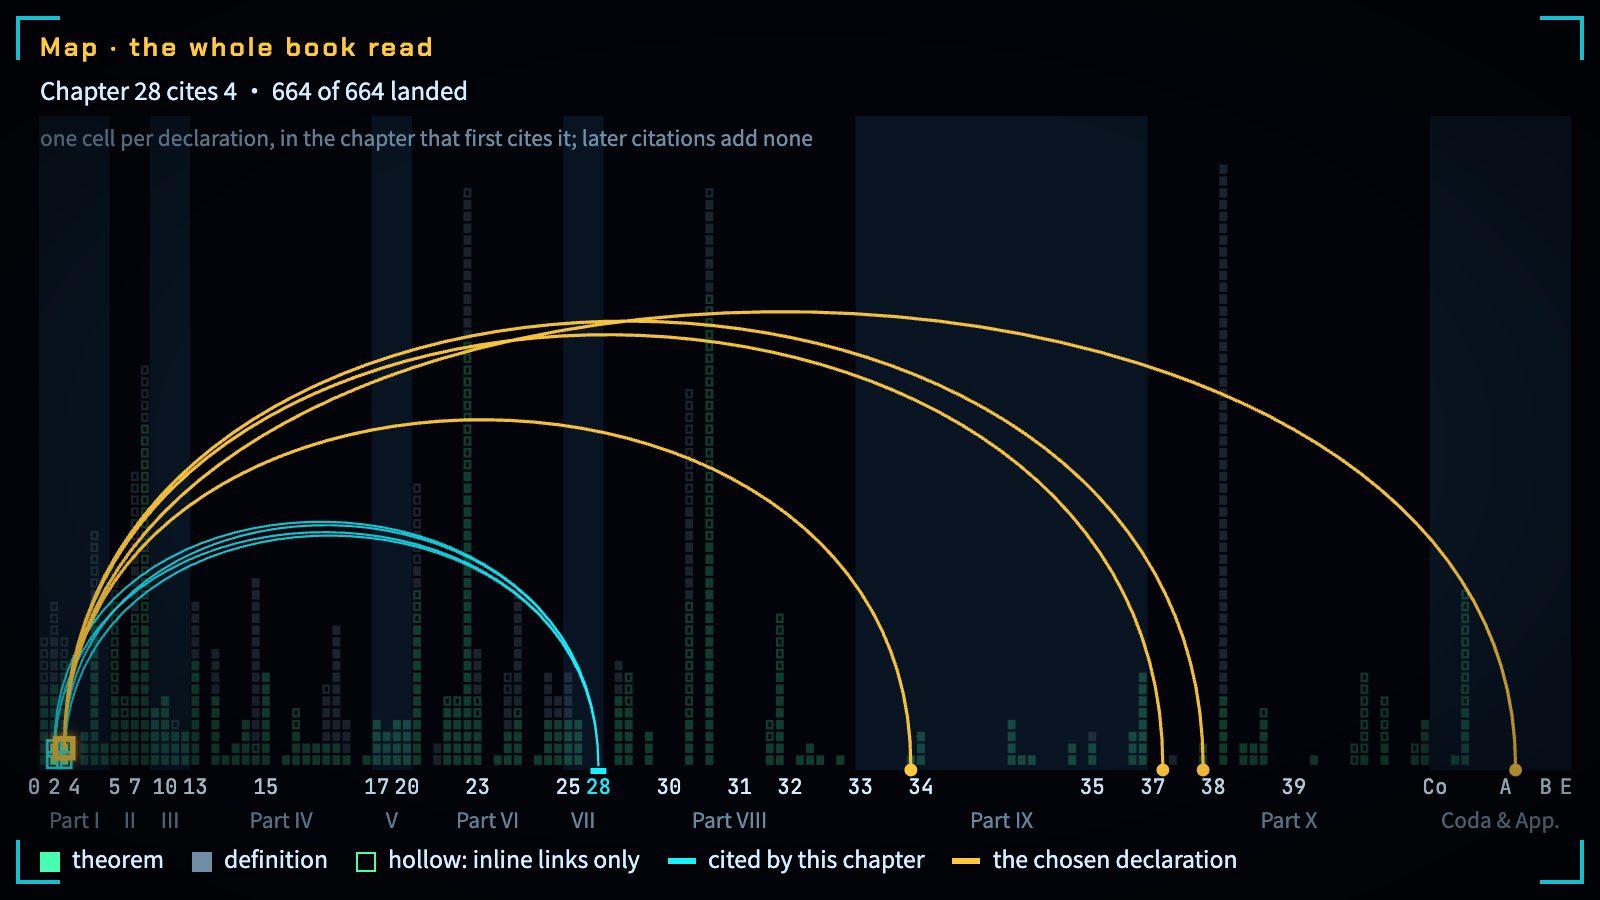 Map · the whole book read
Chapter 28 cites 4 · 664 of 664 landed
one cell per declaration, in the chapter that first cites it; later citations add none
0 2 4 5 7 10 13 15 17 20 23 25 28 30 31 32 33 34 35 37 38 39 Co A B E
Part I II III Part IV V Part VI VII Part VIII Part IX Part X Coda & App.
theorem definition hollow: inline links only cited by this chapter the chosen declaration